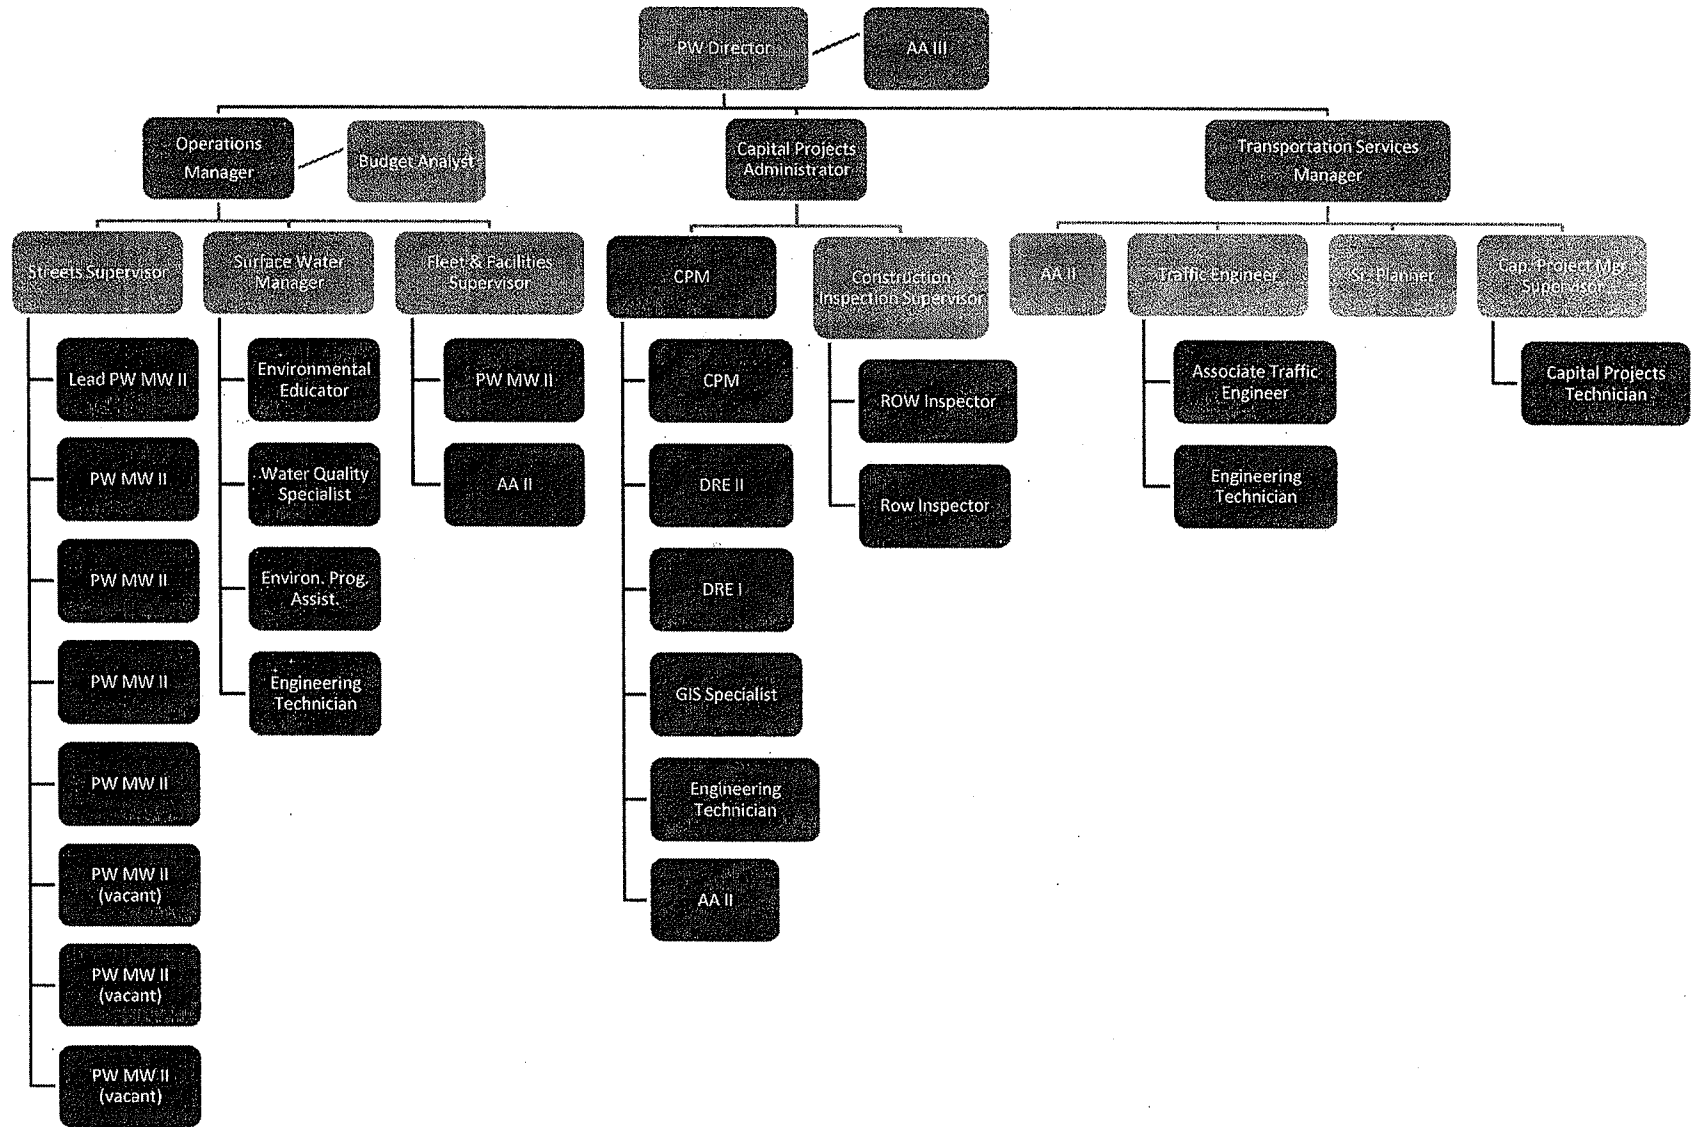 PW Director
AA III
Operations
Manager
Budget Analyst
Capital Projects
Administrator
Transportation Services
Manager
Streets Supervisor
Surface Water
Manager
Fleet & Facilities
Supervisor
CPM
Construction
Inspection Supervisor
AA II
Traffic Engineer
Sr. Planner
Cap. Project Mgr
Supervisor
Lead PW MW II
PW MW II
PW MW II
PW MW II
PW MW II
PW MW II
(vacant)
PW MW II
(vacant)
PW MW II
(vacant)
Environmental
Educator
Water Quality
Specialist
Environ. Prog.
Assist.
Engineering
Technician
PW MW II
AA II
CPM
DRE II
DRE I
GIS Specialist
Engineering
Technician
AA II
ROW Inspector
Row Inspector
Associate Traffic
Engineer
Engineering
Technician
Capital Projects
Technician